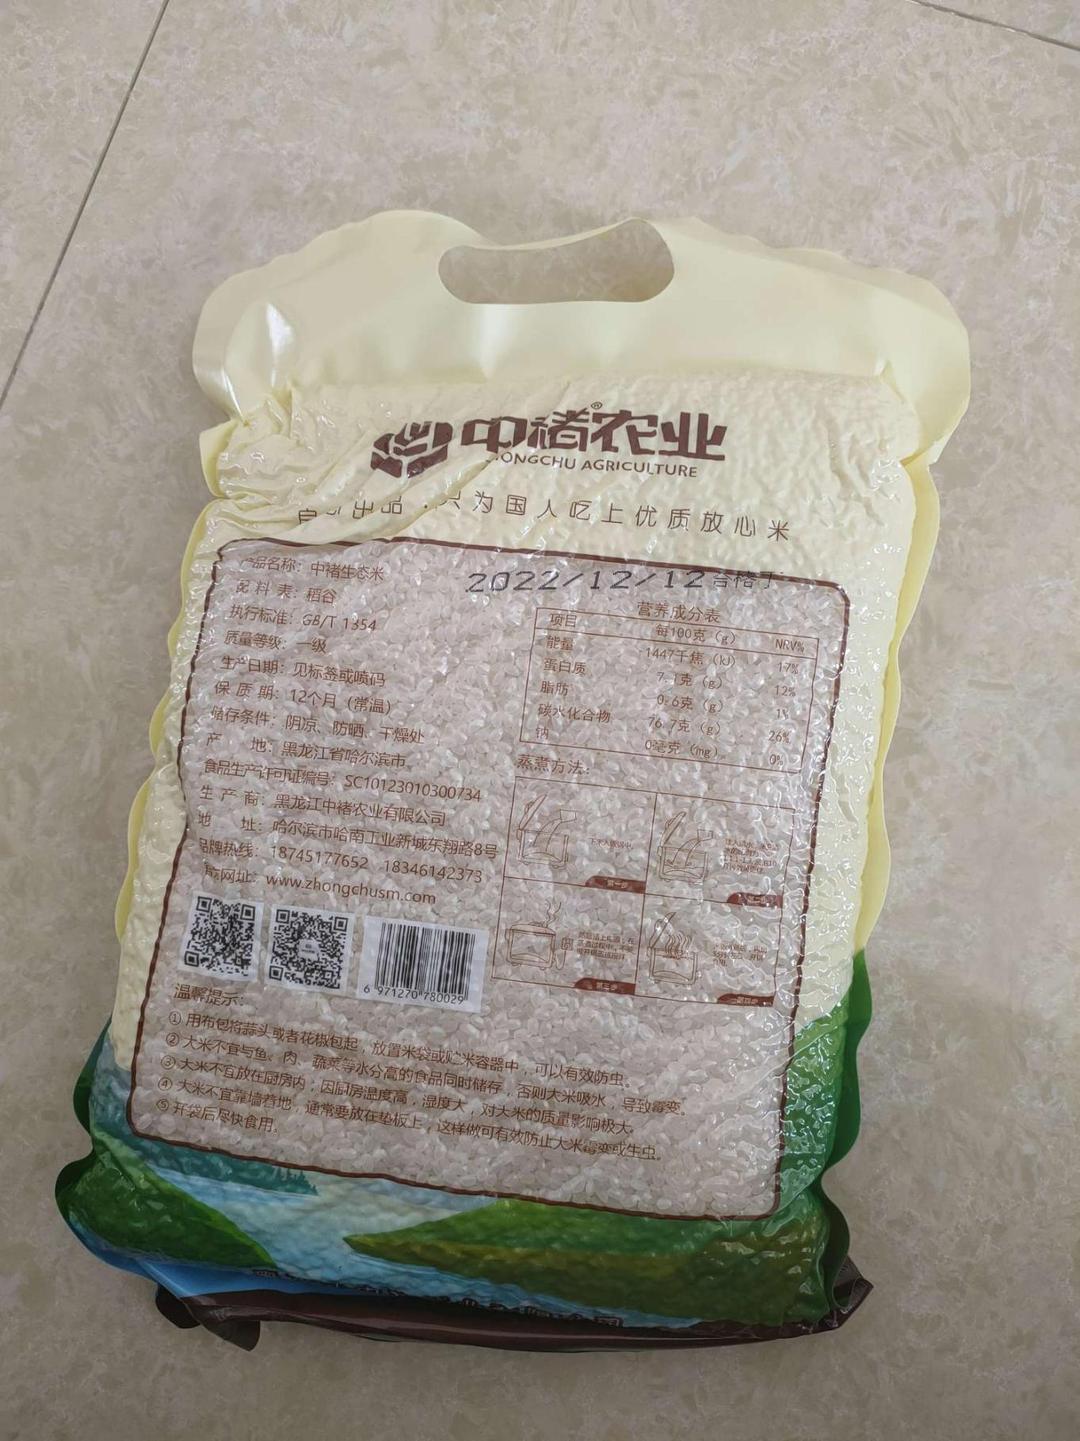 中褚农业®
ZHONGCHU AGRICULTURE
出品 只为国人吃上优质放心米
2022/12/12合格
产品名称：中褚生态米
配料表：稻谷
执行标准：GB/T 1354
质量等级：一级
生产日期：见标签或喷码
保质期：12个月（常温）
储存条件：阴凉、防晒、干燥处
产地：黑龙江省哈尔滨市
食品生产许可证编号：SC10123010300734
生产商：黑龙江中褚农业有限公司
地址：哈尔滨市哈南工业新城东翔路8号
品牌热线：18745177652 18346142373
网址：www.zhongchusm.com
营养成分表
项目 每100克（g） NRV%
能量 1447千焦（kJ） 17%
蛋白质 7.1克（g） 12%
脂肪 0.6克（g） 1%
碳水化合物 76.7克（g） 26%
钠 0毫克（mg） 0%
蒸煮方法：
第一步
第二步
第三步
第四步
6 971270 780029
温馨提示：
① 用布包将蒜头或者花椒包起，放置米袋或贮米容器中，可以有效防虫。
② 大米不宜与鱼、肉、蔬菜等水分高的食品同时储存，否则大米吸水，导致霉变。
③ 大米不宜放在厨房内，因厨房温度高，湿度大，对大米的质量影响极大。
④ 大米不宜靠墙着地，通常要放在垫板上，这样做可有效防止大米霉变或生虫。
⑤ 开袋后尽快食用。